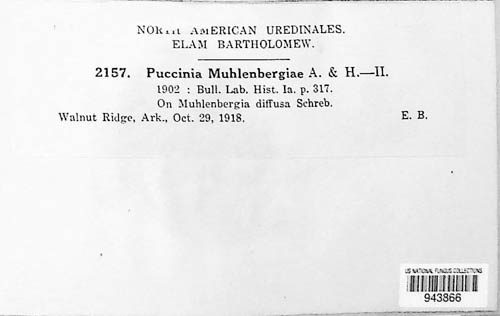 NORTH AMERICAN UREDINALES.
ELAM BARTHOLOMEW.
2157. Puccinia Muhlenbergiae A. & H.—II.
1902 : Bull. Lab. Hist. Ia. p. 317.
On Muhlenbergia diffusa Schreb.
Walnut Ridge, Ark., Oct. 29, 1918. E. B.
US NATIONAL FUNGUS COLLECTIONS
943866